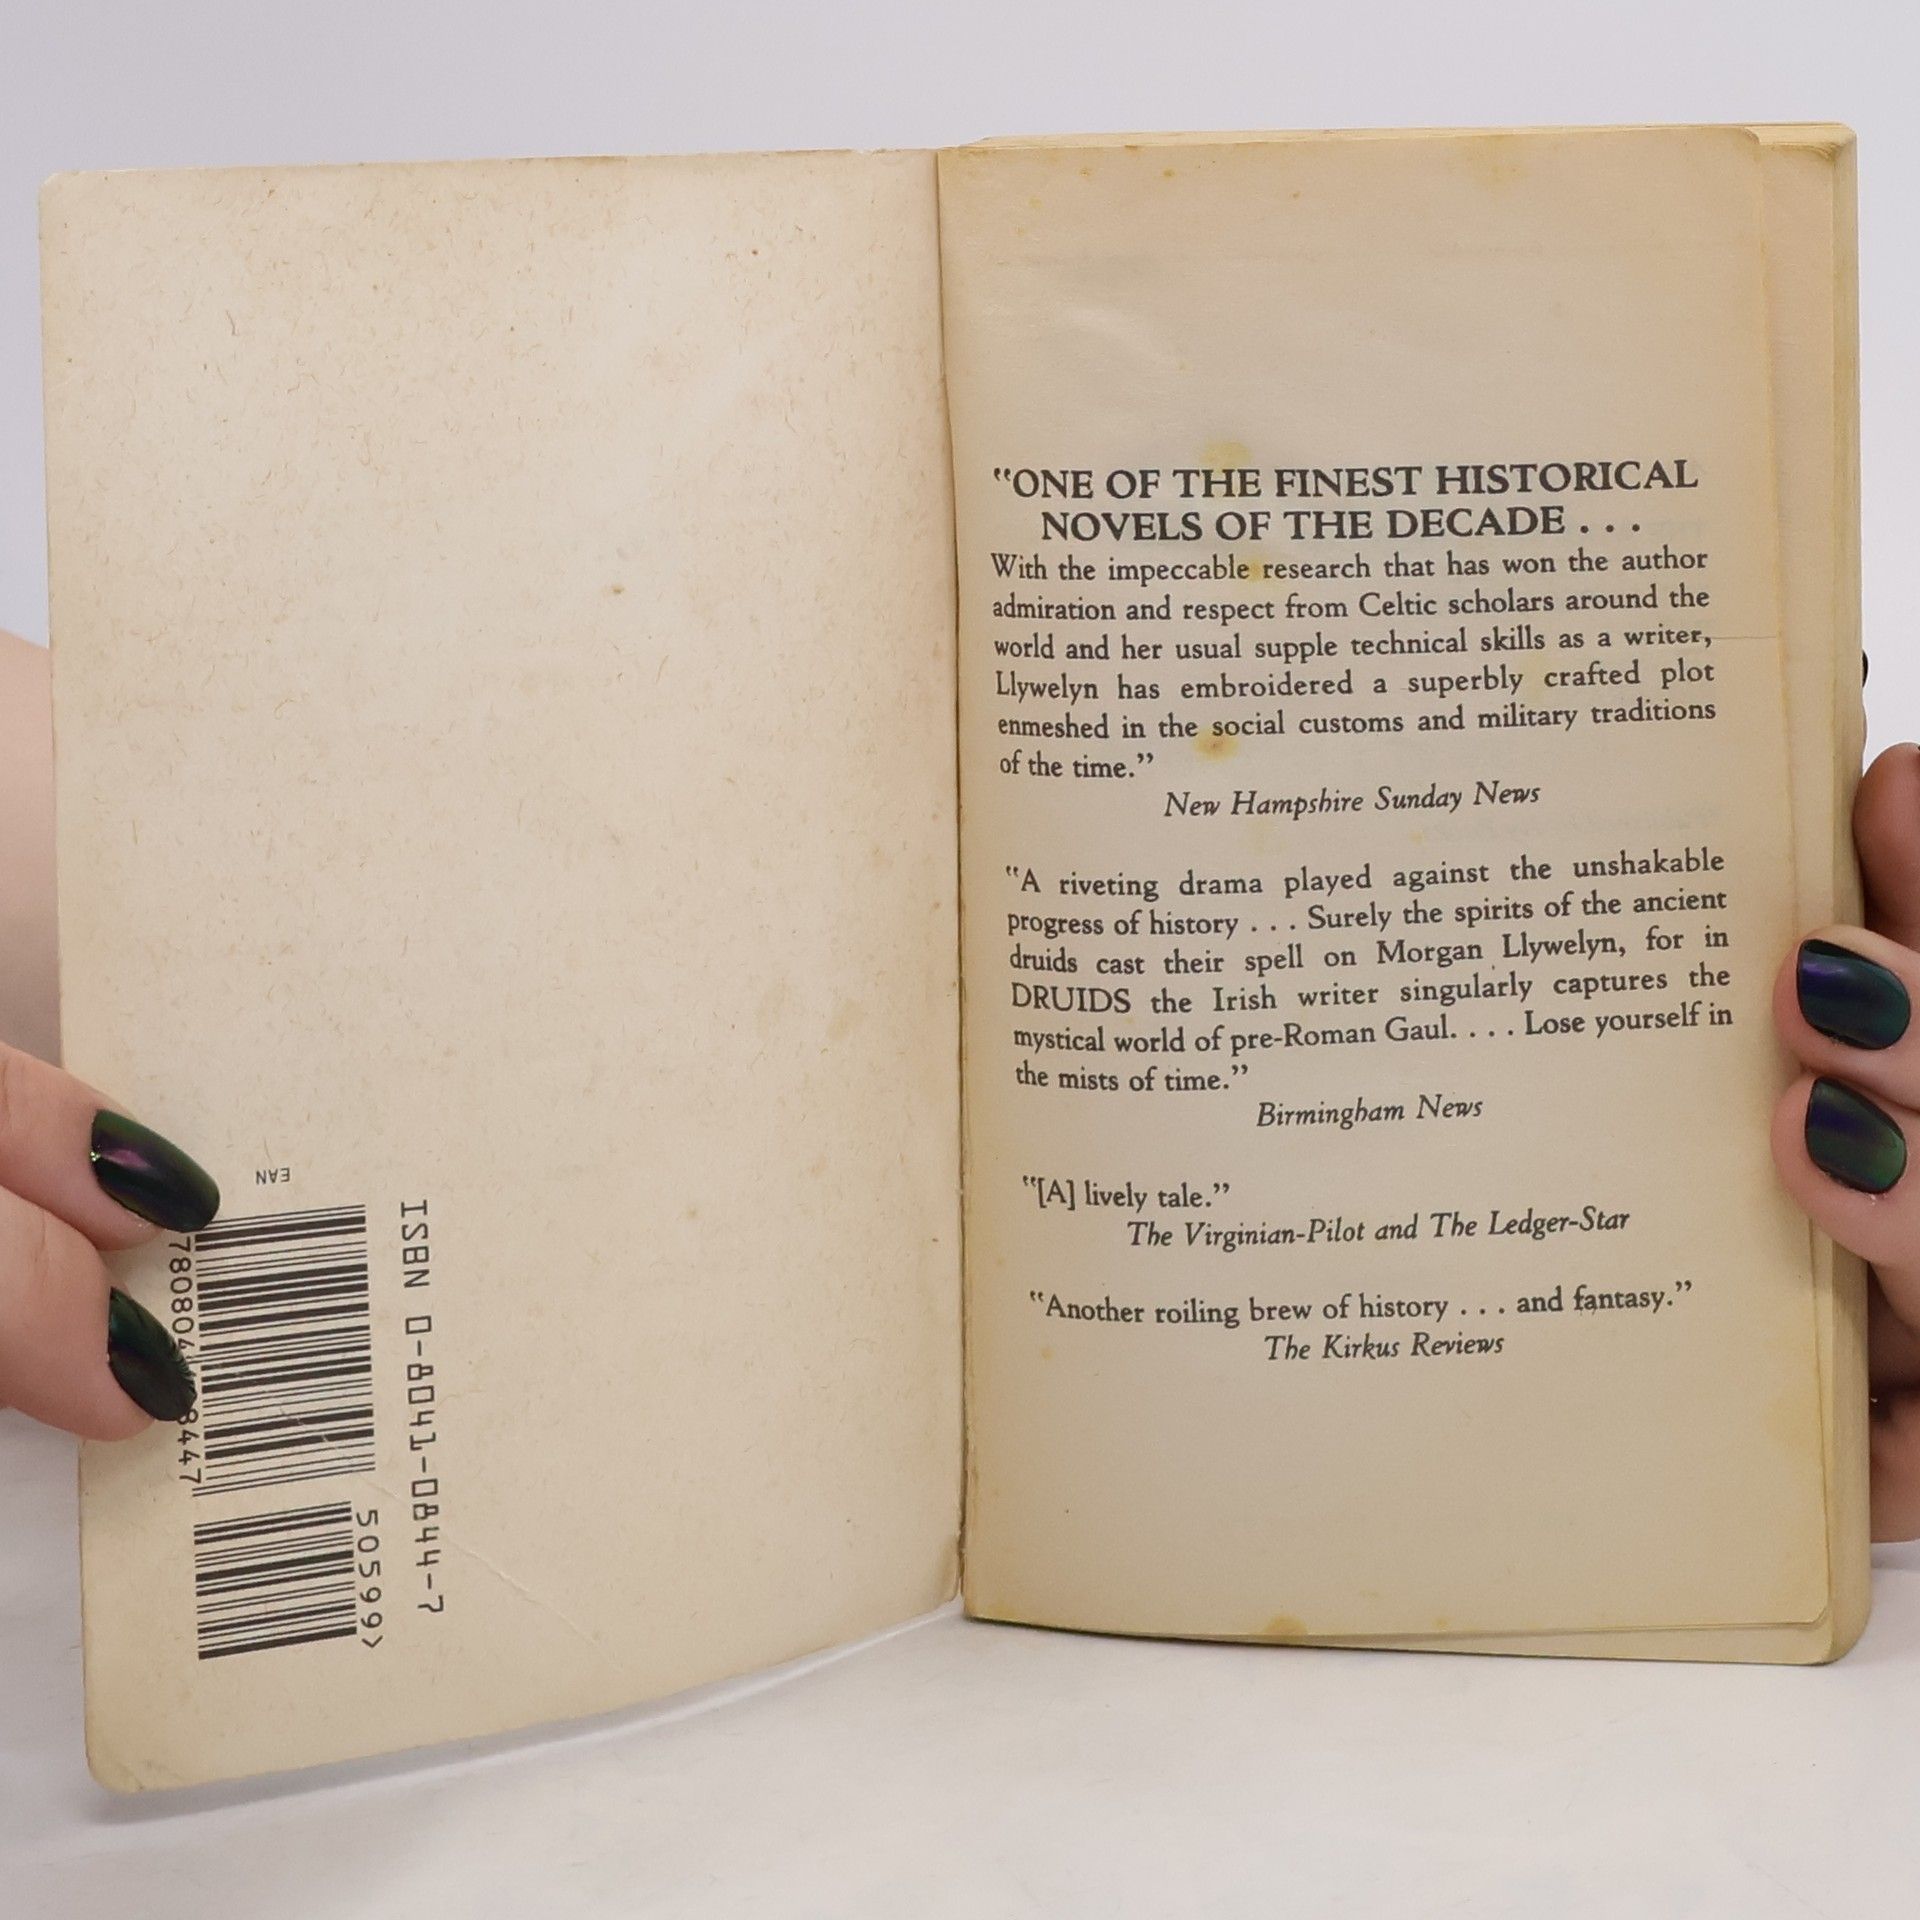 EAN
ISBN 0-8041-0844-7
50599>
"ONE OF THE FINEST HISTORICAL
NOVELS OF THE DECADE . . .
With the impeccable research that has won the author
admiration and respect from Celtic scholars around the
world and her usual supple technical skills as a writer,
Llywelyn has embroidered a superbly crafted plot
enmeshed in the social customs and military traditions
of the time."
New Hampshire Sunday News
"A riveting drama played against the unshakable
progress of history . . . Surely the spirits of the ancient
druids cast their spell on Morgan Llywelyn, for in
DRUIDS the Irish writer singularly captures the
mystical world of pre-Roman Gaul. . . . Lose yourself in
the mists of time."
Birmingham News
"[A] lively tale."
The Virginian-Pilot and The Ledger-Star
"Another roiling brew of history . . . and fantasy."
The Kirkus Reviews